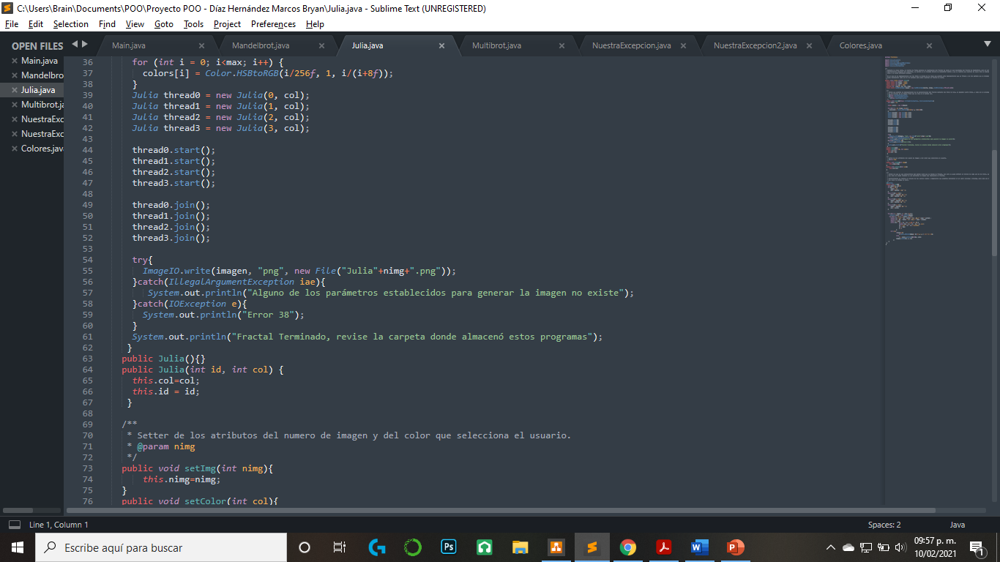 C:\Users\Brain\Documents\POO\Proyecto POO - Díaz Hernández Marcos Bryan\Julia.java - Sublime Text (UNREGISTERED)
File Edit Selection Find View Goto Tools Project Preferences Help
OPEN FILES
Main.java
Mandelbro
Julia.java
Multibrot.ja
NuestraExc
NuestraExc
Colores.java
Main.java Mandelbrot.java Julia.java Multibrot.java NuestraExcepcion.java NuestraExcepcion2.java Colores.java
36 for (int i = 0; i<max; i++) {
37 colors[i] = Color.HSBtoRGB(i/256f, 1, i/(i+8f));
38 }
39 Julia thread0 = new Julia(0, col);
40 Julia thread1 = new Julia(1, col);
41 Julia thread2 = new Julia(2, col);
42 Julia thread3 = new Julia(3, col);
43
44 thread0.start();
45 thread1.start();
46 thread2.start();
47 thread3.start();
48
49 thread0.join();
50 thread1.join();
51 thread2.join();
52 thread3.join();
53
54 try{
55 ImageIO.write(imagen, "png", new File("Julia"+nimg+".png"));
56 }catch(IllegalArgumentException iae){
57 System.out.println("Alguno de los parámetros establecidos para generar la imagen no existe");
58 }catch(IOException e){
59 System.out.println("Error 38");
60 }
61 System.out.println("Fractal Terminado, revise la carpeta donde almacenó estos programas");
62 }
63 public Julia(){}
64 public Julia(int id, int col) {
65 this.col=col;
66 this.id = id;
67 }
68
69 /**
70 * Setter de los atributos del numero de imagen y del color que selecciona el usuario.
71 * @param nimg
72 */
73 public void setImg(int nimg){
74 this.nimg=nimg;
75 }
76 public void setColor(int col){
Line 1, Column 1
Spaces: 2
Java
Escribe aquí para buscar
09:57 p. m.
10/02/2021
1